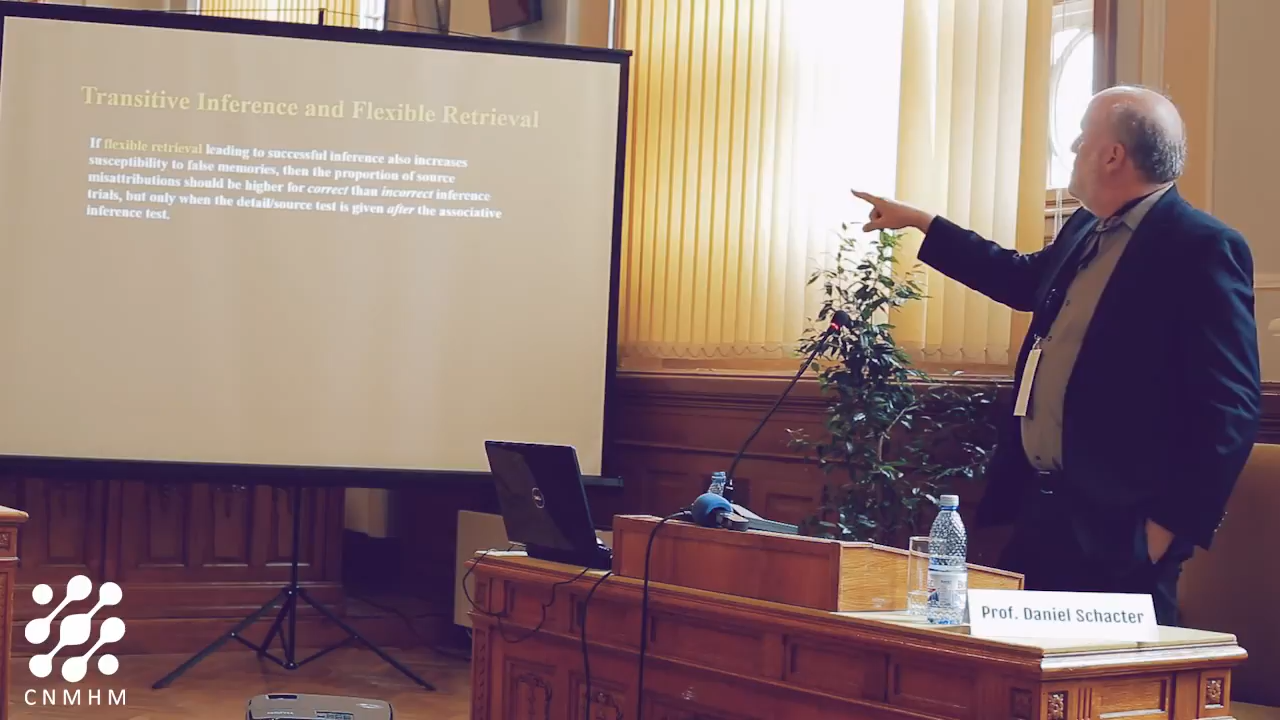 Transitive Inference and Flexible Retrieval
If flexible retrieval leading to successful inference also increases
susceptibility to false memories, then the proportion of source
misattributions should be higher for correct than incorrect inference
trials, but only when the detail/source test is given after the associative
inference test.
Prof. Daniel Schacter
CNMHM